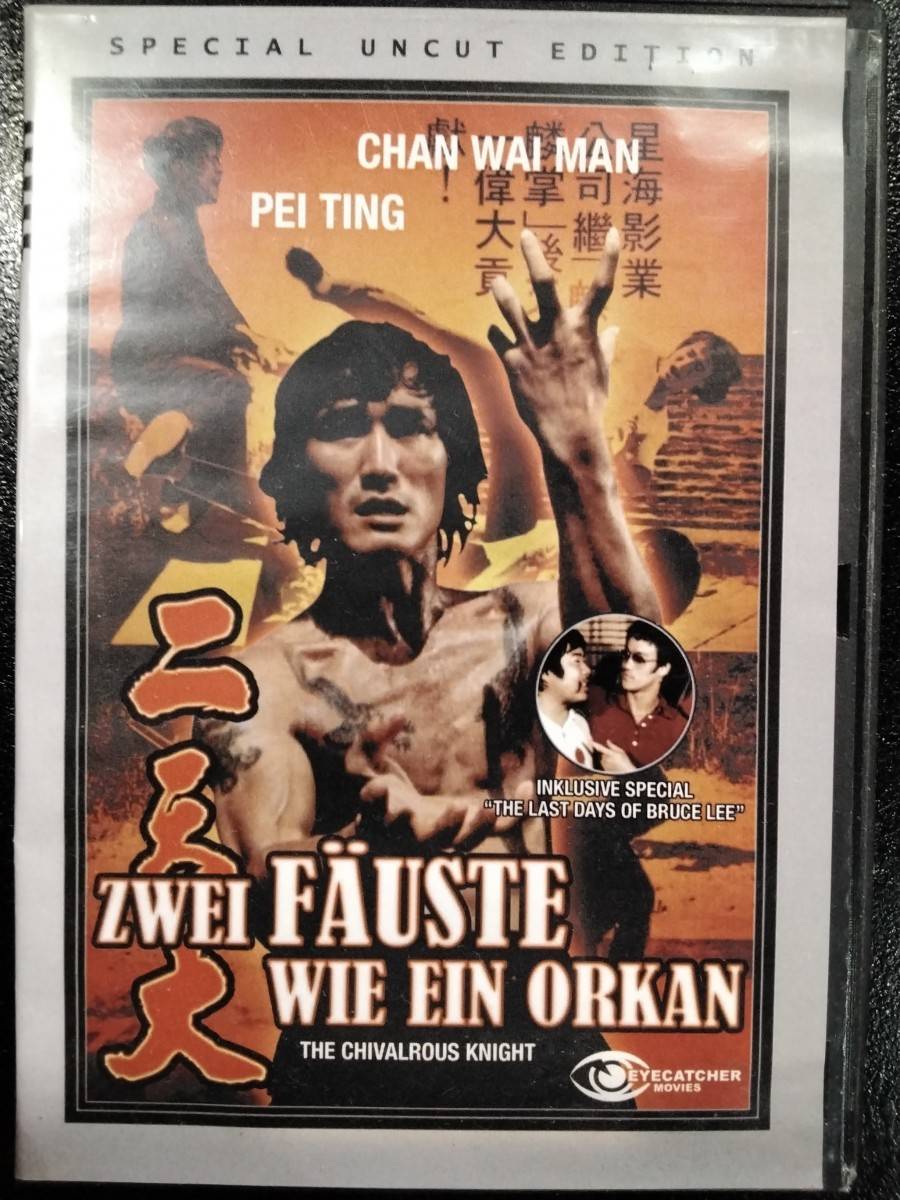 SPECIAL UNCUT EDITION
CHAN WAI MAN
PEI TING
星海影業
公司繼「
麟掌」後
偉大貢
獻！
INKLUSIVE SPECIAL
“THE LAST DAYS OF BRUCE LEE”
二
ZWEI FÄUSTE
WIE EIN ORKAN
THE CHIVALROUS KNIGHT
EYECATCHER
MOVIES